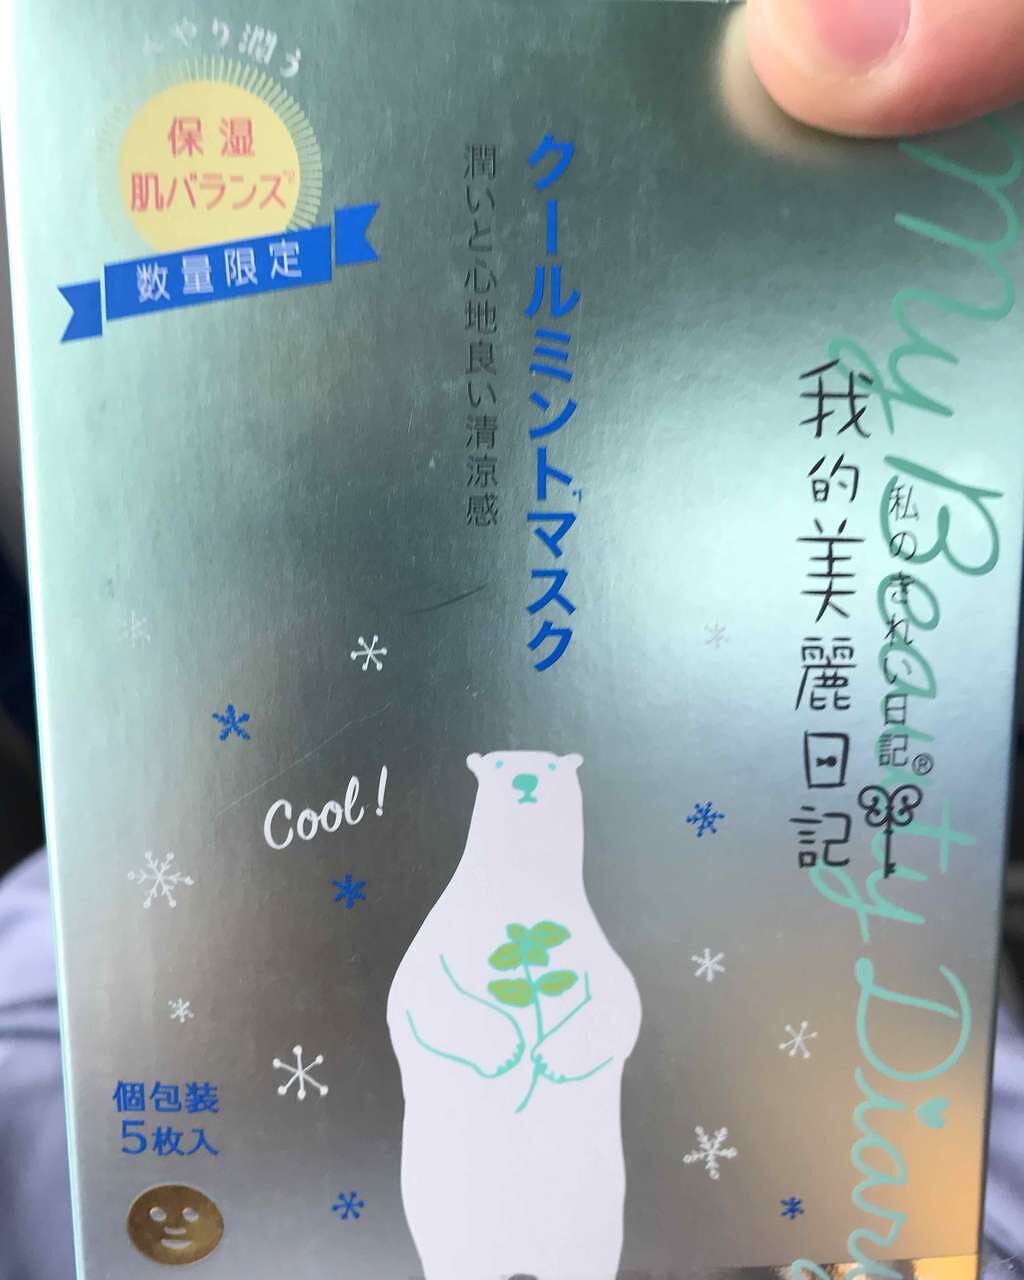 んやり潤う
保湿
肌バランス
数量限定
クールミントマスク
潤いと心地良い清涼感
my Beauty Diary
我的美麗日記
私のきれい日記®
Cool!
個包装
5枚入